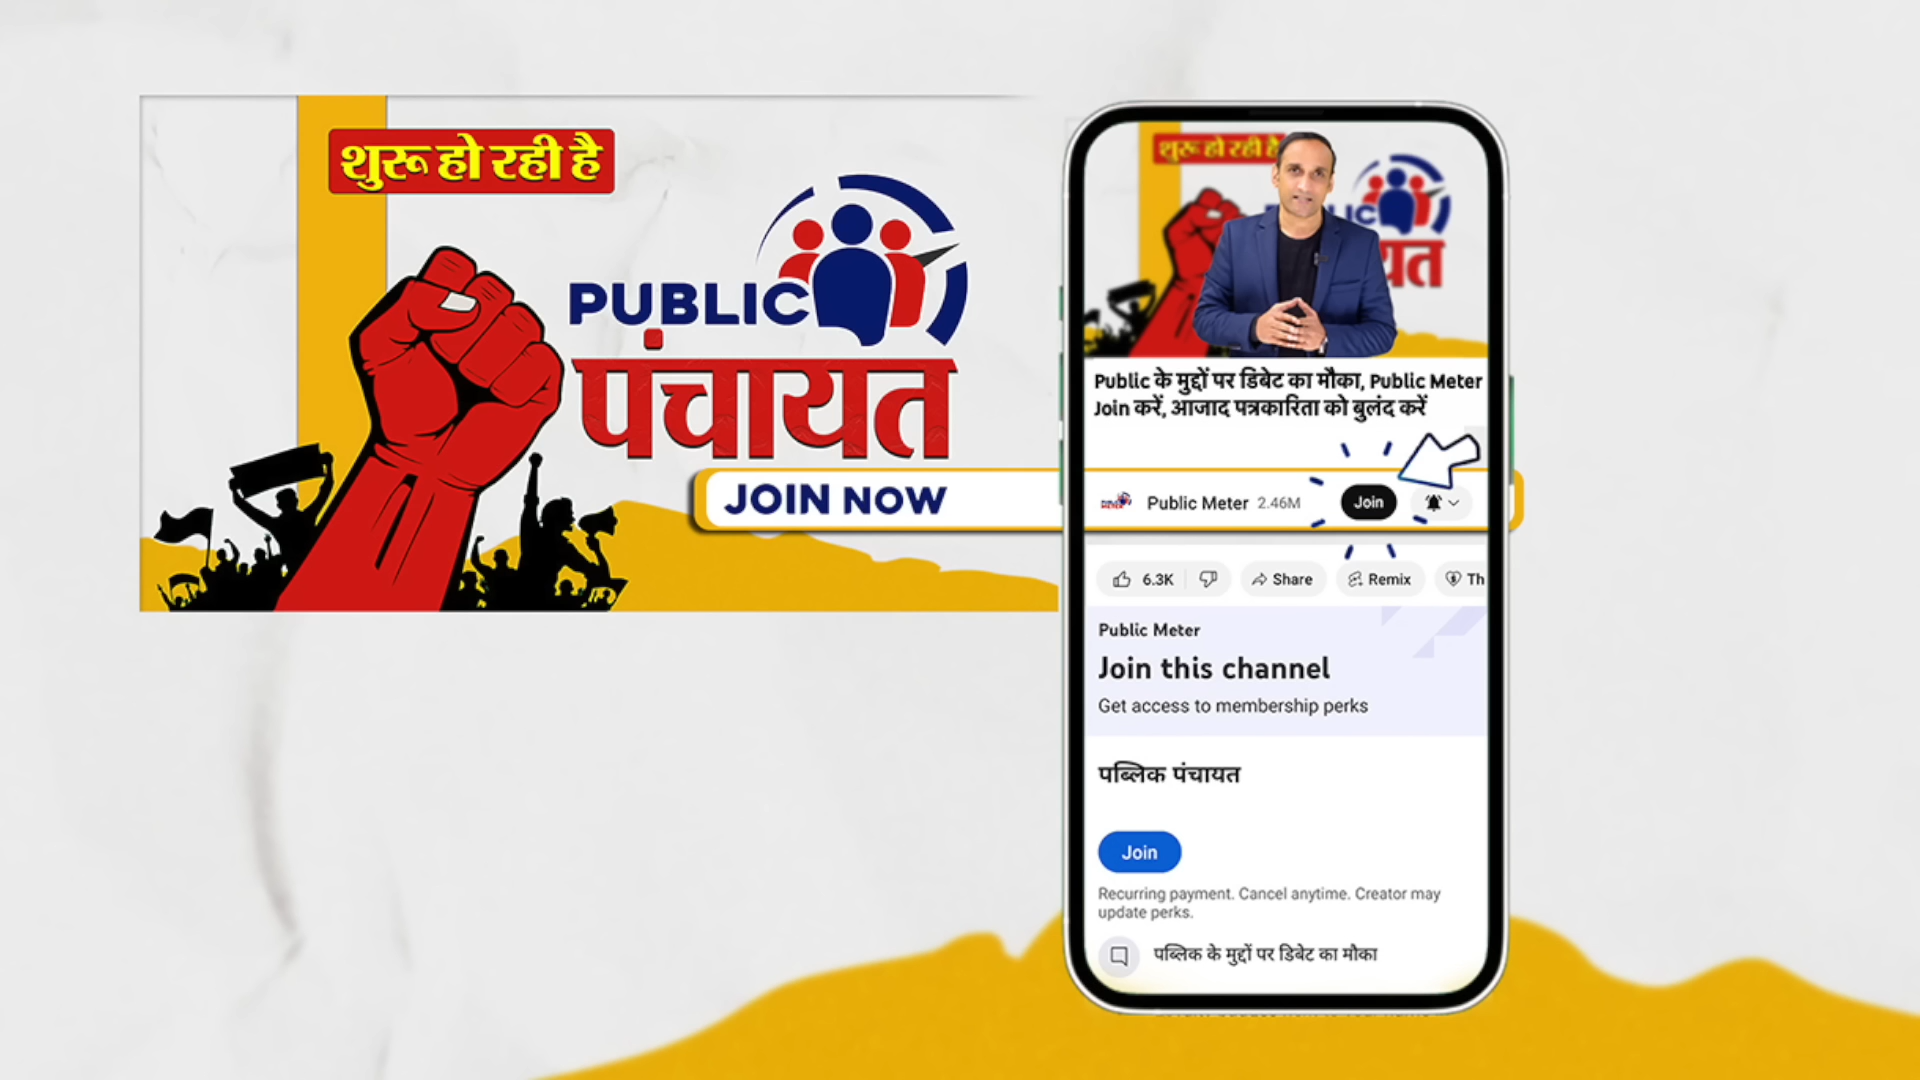 शुरू हो रही है
PUBLIC
पंचायत
JOIN NOW
शुरू हो रही है
Public के मुद्दों पर डिबेट का मौका, Public Meter
Join करें, आजाद पत्रकारिता को बुलंद करें
Public Meter 2.46M Join
6.3K Share Remix Th
Public Meter
Join this channel
Get access to membership perks
पब्लिक पंचायत
Join
Recurring payment. Cancel anytime. Creator may
update perks.
पब्लिक के मुद्दों पर डिबेट का मौका